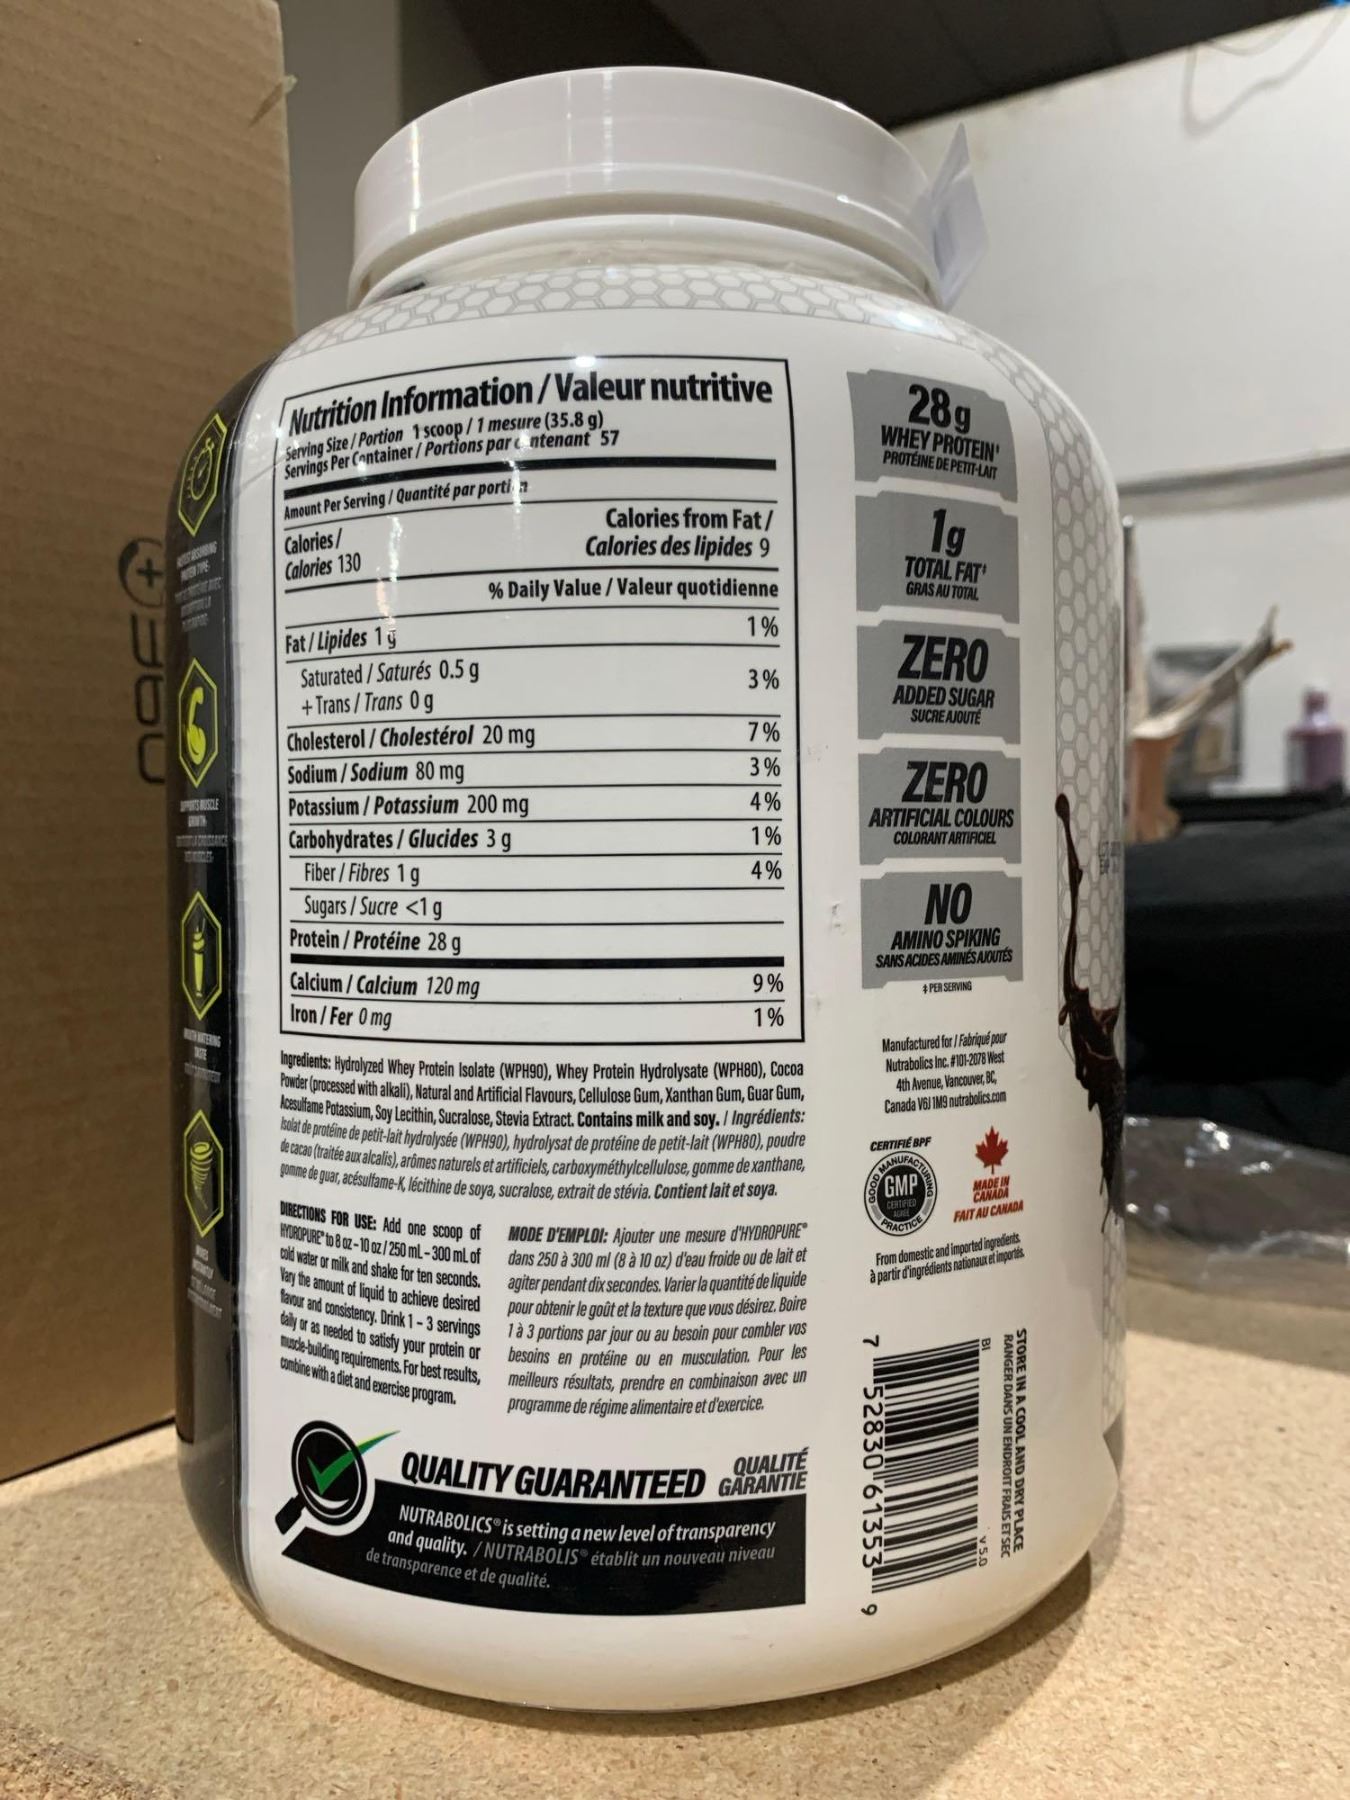 Nutrition Information / Valeur nutritive
Serving Size / Portion 1 scoop / 1 mesure (35.8 g)
Servings Per Container / Portions par contenant 57
Amount Per Serving / Quantité par portion
Calories /
Calories 130
Calories from Fat /
Calories des lipides 9
% Daily Value / Valeur quotidienne
Fat / Lipides 1 g 1 %
Saturated / Saturés 0.5 g
+ Trans / Trans 0 g 3 %
Cholesterol / Cholestérol 20 mg 7 %
Sodium / Sodium 80 mg 3 %
Potassium / Potassium 200 mg 4 %
Carbohydrates / Glucides 3 g 1 %
Fiber / Fibres 1 g 4 %
Sugars / Sucre <1 g
Protein / Protéine 28 g
Calcium / Calcium 120 mg 9 %
Iron / Fer 0 mg 1 %
Ingredients: Hydrolyzed Whey Protein Isolate (WPH90), Whey Protein Hydrolysate (WPH80), Cocoa
Powder (processed with alkali), Natural and Artificial Flavours, Cellulose Gum, Xanthan Gum, Guar Gum,
Acesulfame Potassium, Soy Lecithin, Sucralose, Stevia Extract. Contains milk and soy. / Ingrédients:
Isolat de protéine de petit-lait hydrolysée (WPH90), hydrolysat de protéine de petit-lait (WPH80), poudre
de cacao (traitée aux alcalis), arômes naturels et artificiels, carboxyméthylcellulose, gomme de xanthane,
gomme de guar, acésulfame-K, lécithine de soya, sucralose, extrait de stévia. Contient lait et soya.
DIRECTIONS FOR USE: Add one scoop of
HYDROPURE® to 8 oz – 10 oz / 250 mL – 300 mL of
cold water or milk and shake for ten seconds.
Vary the amount of liquid to achieve desired
flavour and consistency. Drink 1 – 3 servings
daily or as needed to satisfy your protein or
muscle-building requirements. For best results,
combine with a diet and exercise program.
MODE D'EMPLOI: Ajouter une mesure d'HYDROPURE®
dans 250 à 300 ml (8 à 10 oz) d'eau froide ou de lait et
agiter pendant dix secondes. Varier la quantité de liquide
pour obtenir le goût et la texture que vous désirez. Boire
1 à 3 portions par jour ou au besoin pour combler vos
besoins en protéine ou en musculation. Pour les
meilleurs résultats, prendre en combinaison avec un
programme de régime alimentaire et d'exercice.
QUALITY GUARANTEED QUALITÉ
GARANTIE
NUTRABOLICS® is setting a new level of transparency
and quality. / NUTRABOLIS® établit un nouveau niveau
de transparence et de qualité.
28g
WHEY PROTEIN‡
PROTÉINE DE PETIT-LAIT
1g
TOTAL FAT‡
GRAS AU TOTAL
ZERO
ADDED SUGAR
SUCRE AJOUTÉ
ZERO
ARTIFICIAL COLOURS
COLORANT ARTIFICIEL
NO
AMINO SPIKING
SANS ACIDES AMINÉS AJOUTÉS
‡ PER SERVING
Manufactured for / Fabriqué pour
Nutrabolics Inc. #101-2078 West
4th Avenue, Vancouver, BC,
Canada V6J 1M9 nutrabolics.com
CERTIFIÉ BPF
GOOD MANUFACTURING
GMP
CERTIFIED
AGRÉÉ
PRACTICE
MADE IN
CANADA
FAIT AU CANADA
From domestic and imported ingredients.
à partir d'ingrédients nationaux et importés.
STORE IN A COOL AND DRY PLACE
RANGER DANS UN ENDROIT FRAIS ET SEC
BI
V 5.0
7 52830 61353 9
SUPPORTS MUSCLE
GROWTH
MOUTH WATERING
TASTE
MIXES
INSTANTLY